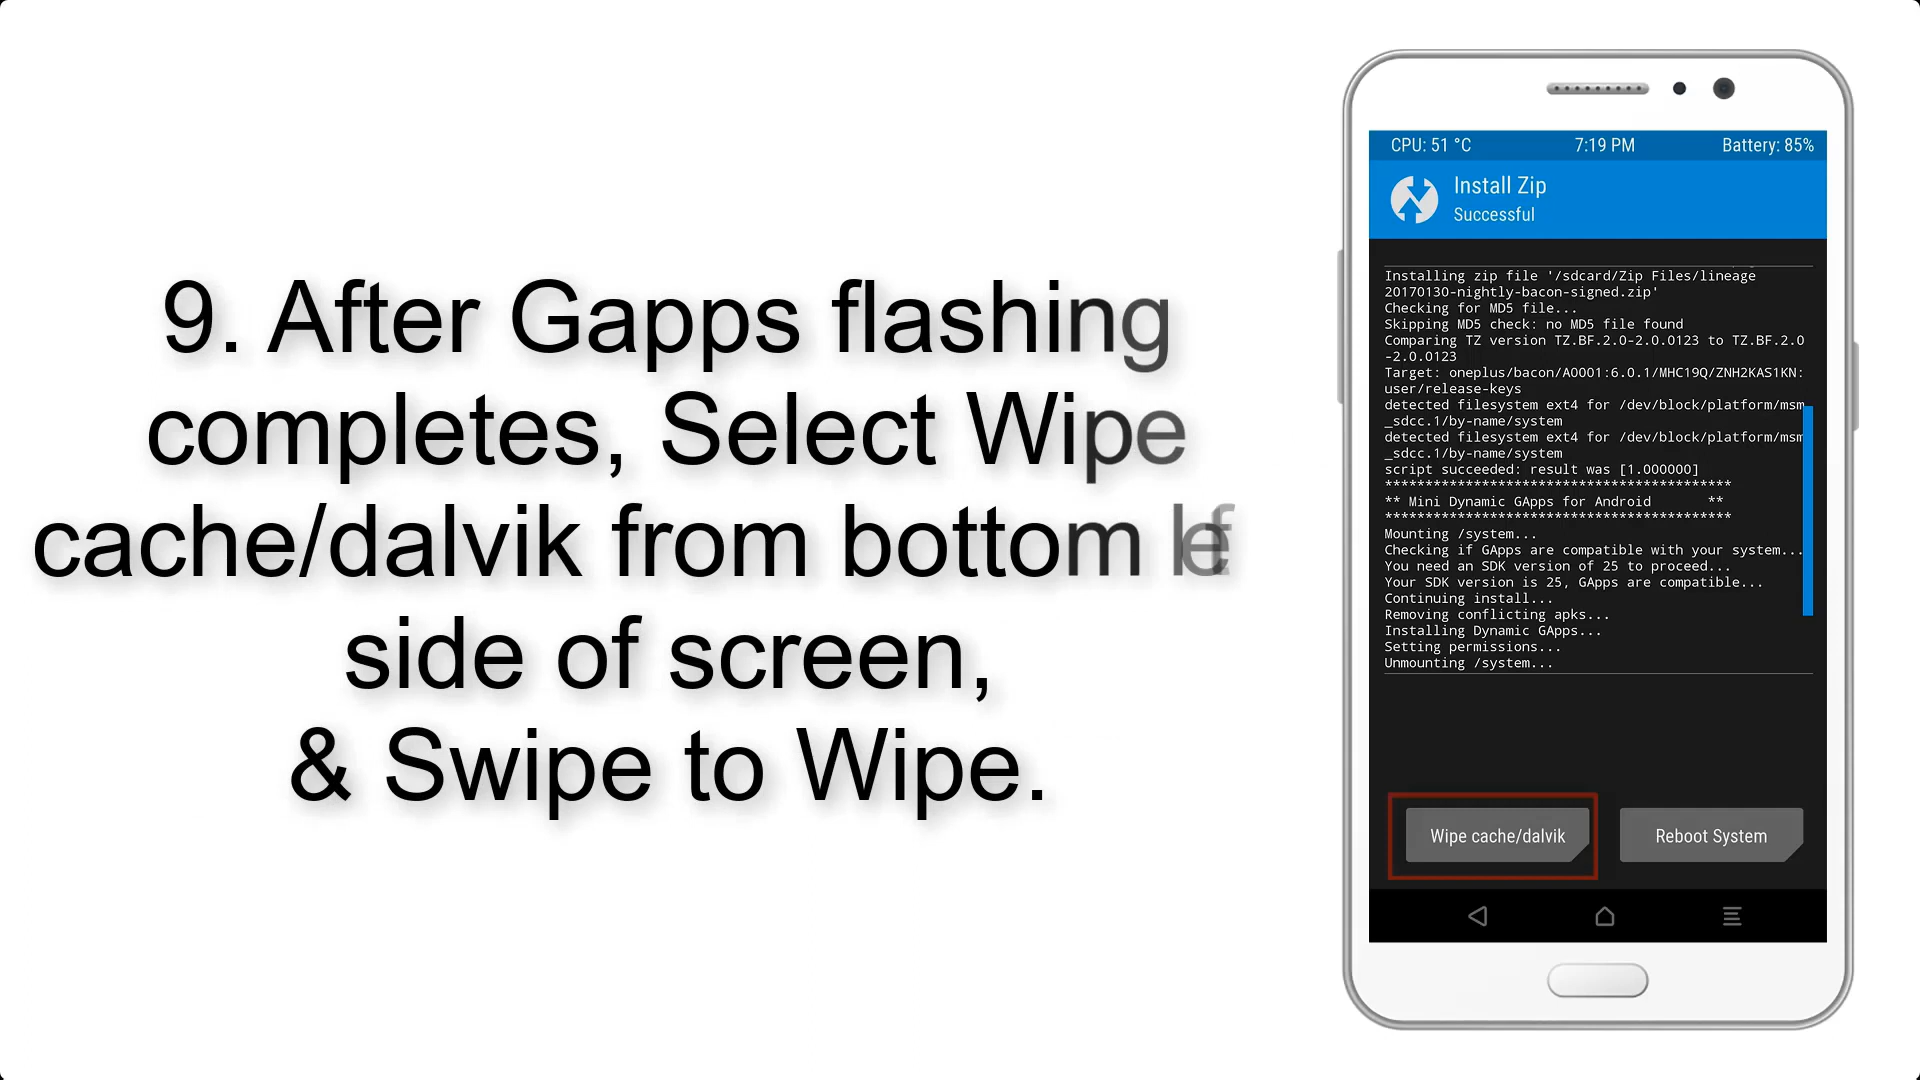 9. After Gapps flashing
completes, Select Wipe
cache/dalvik from bottom lef
side of screen,
& Swipe to Wipe.
CPU: 51 °C 7:19 PM Battery: 85%
Install Zip
Successful
Installing zip file '/sdcard/Zip Files/lineage
20170130-nightly-bacon-signed.zip'
Checking for MD5 file...
Skipping MD5 check: no MD5 file found
Comparing TZ version TZ.BF.2.0-2.0.0123 to TZ.BF.2.0
-2.0.0123
Target: oneplus/bacon/A0001:6.0.1/MHC19Q/ZNH2KAS1KN:
user/release-keys
detected filesystem ext4 for /dev/block/platform/msm
_sdcc.1/by-name/system
detected filesystem ext4 for /dev/block/platform/msm
_sdcc.1/by-name/system
script succeeded: result was [1.000000]
*******************************************
** Mini Dynamic GApps for Android **
*******************************************
Mounting /system...
Checking if GApps are compatible with your system...
You need an SDK version of 25 to proceed...
Your SDK version is 25, GApps are compatible...
Continuing install...
Removing conflicting apks...
Installing Dynamic GApps...
Setting permissions...
Unmounting /system...
Wipe cache/dalvik Reboot System